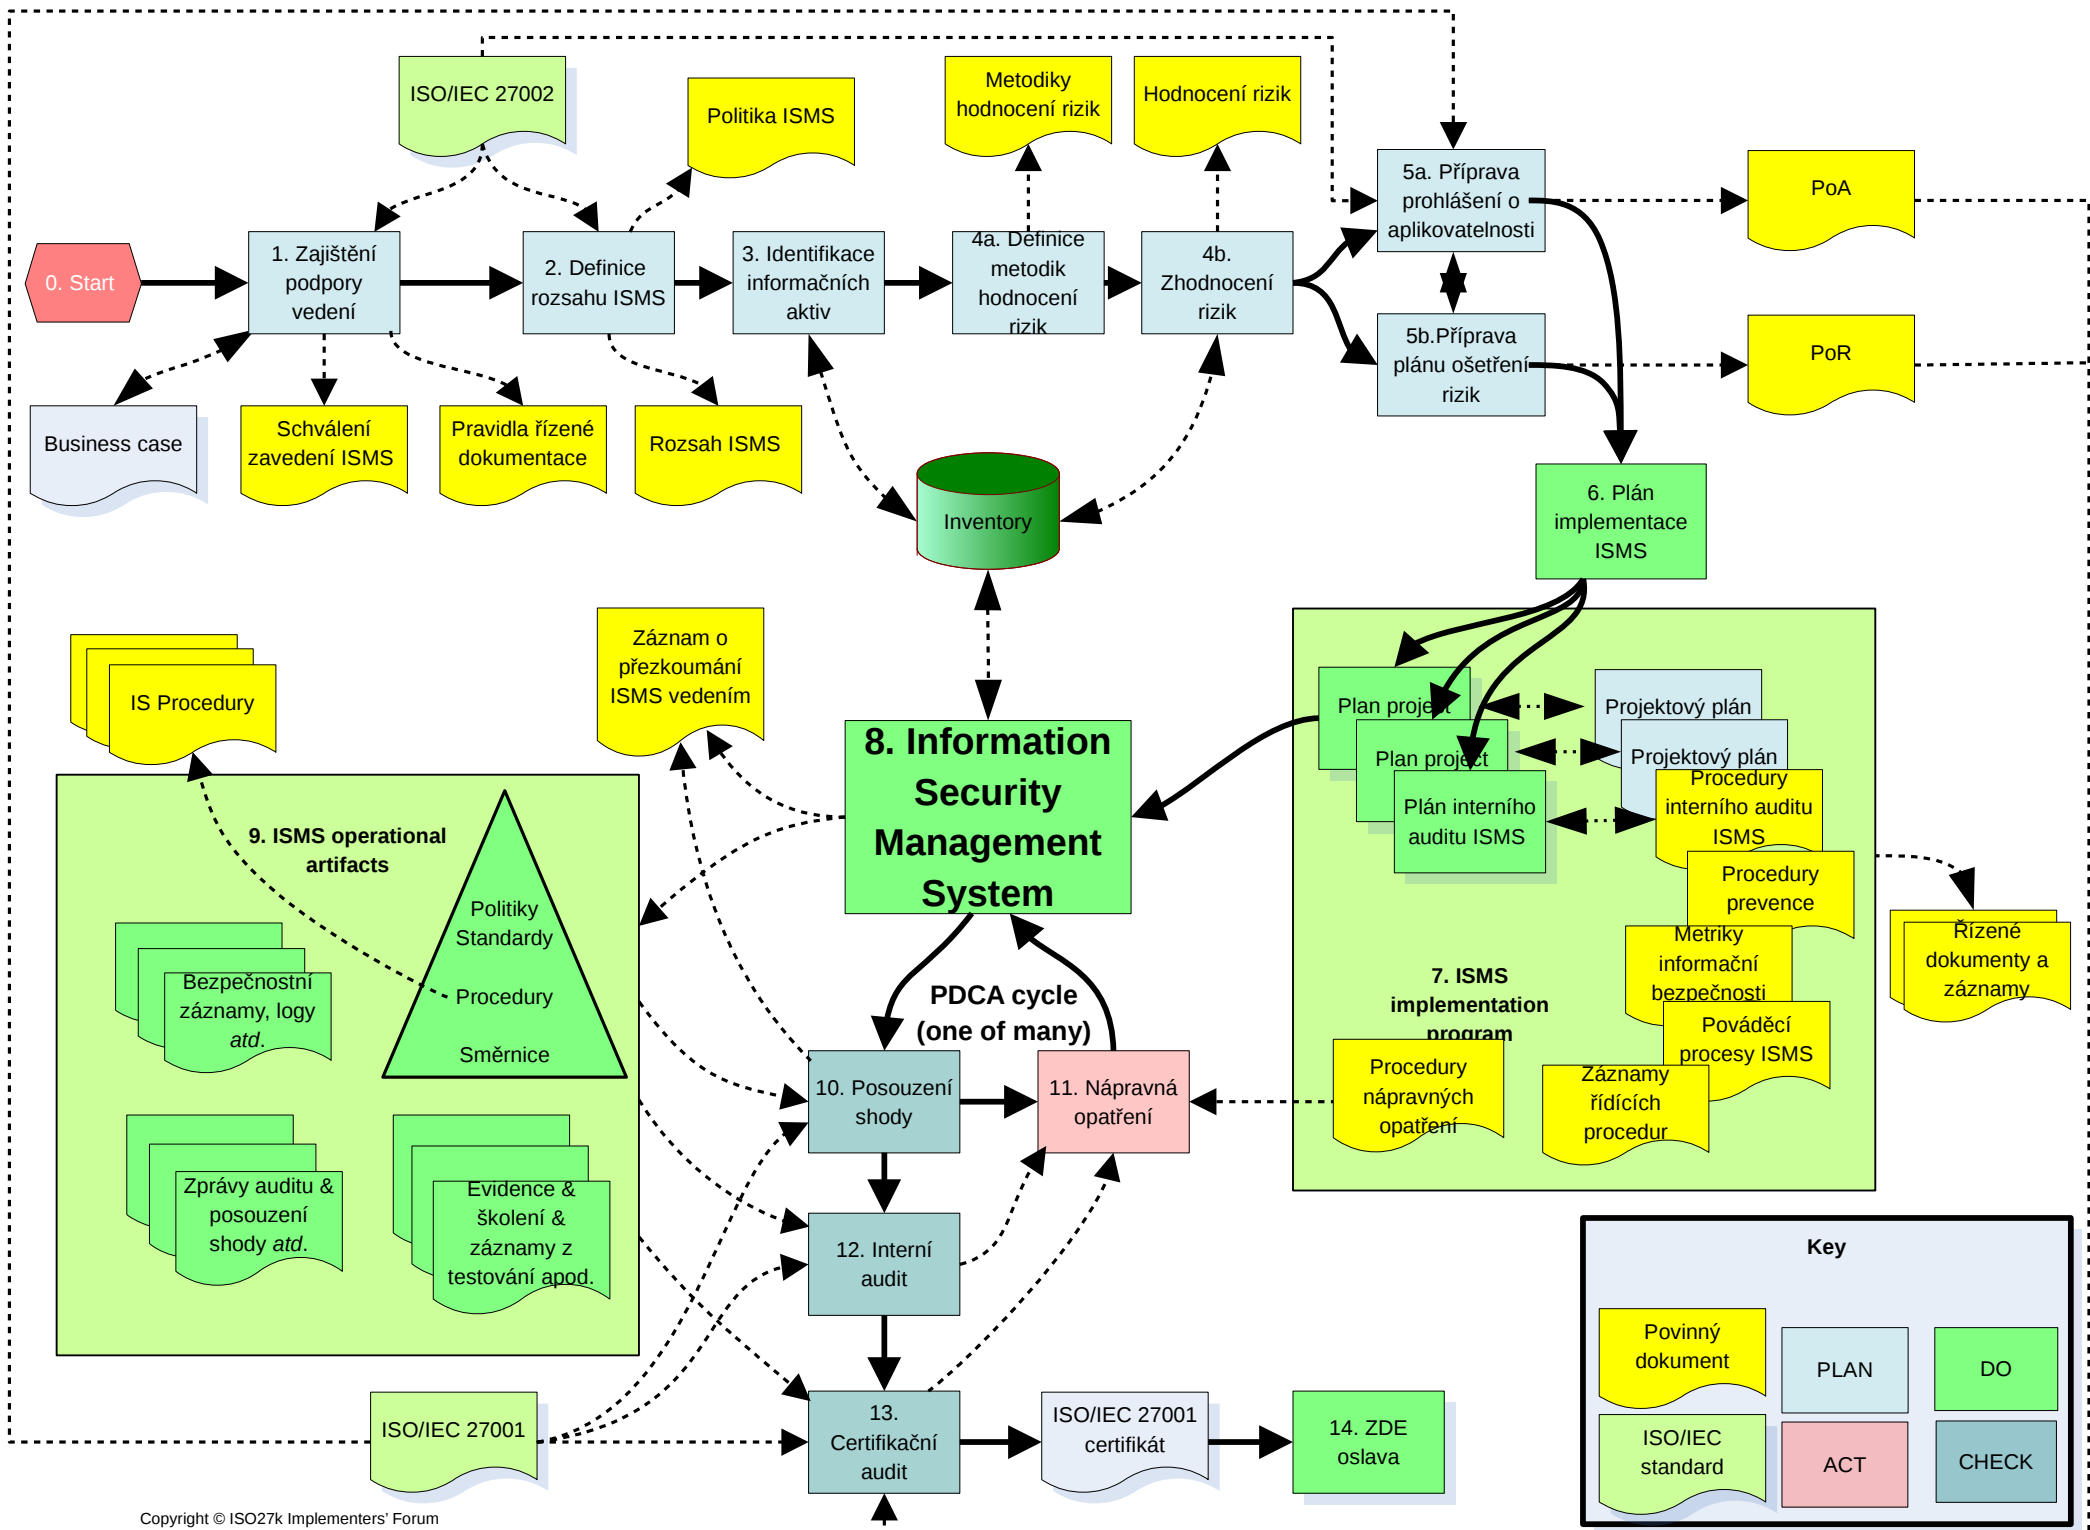 ISO/IEC 27002
Politika ISMS
Metodiky
hodnocení rizik
Hodnocení rizik
5a. Příprava
prohlášení o
aplikovatelnosti
PoA
0. Start
1. Zajištění
podpory
vedení
2. Definice
rozsahu ISMS
3. Identifikace
informačních
aktiv
4a. Definice
metodik
hodnocení
rizik
4b.
Zhodnocení
rizik
5b.Příprava
plánu ošetření
rizik
PoR
Business case
Schválení
zavedení ISMS
Pravidla řízené
dokumentace
Rozsah ISMS
Inventory
6. Plán
implementace
ISMS
IS Procedury
Záznam o
přezkoumání
ISMS vedením
8. Information
Security
Management
System
Plan project
Plan project
Plán interního
auditu ISMS
Projektový plán
Projektový plán
Procedury
interního auditu
ISMS
Procedury
prevence
Metriky
informační
bezpečnosti
Pováděcí
procesy ISMS
Záznamy
řídících
procedur
7. ISMS
implementation
program
Procedury
nápravných
opatření
Řízené
dokumenty a
záznamy
9. ISMS operational
artifacts
Politiky
Standardy
Procedury
Směrnice
Bezpečnostní
záznamy, logy
atd.
Zprávy auditu &
posouzení
shody atd.
Evidence &
školení &
záznamy z
testování apod.
PDCA cycle
(one of many)
10. Posouzení
shody
11. Nápravná
opatření
12. Interní
audit
13.
Certifikační
audit
ISO/IEC 27001
ISO/IEC 27001
certifikát
14. ZDE
oslava
Key
Povinný
dokument
PLAN
DO
ISO/IEC
standard
ACT
CHECK
Copyright © ISO27k Implementers’ Forum